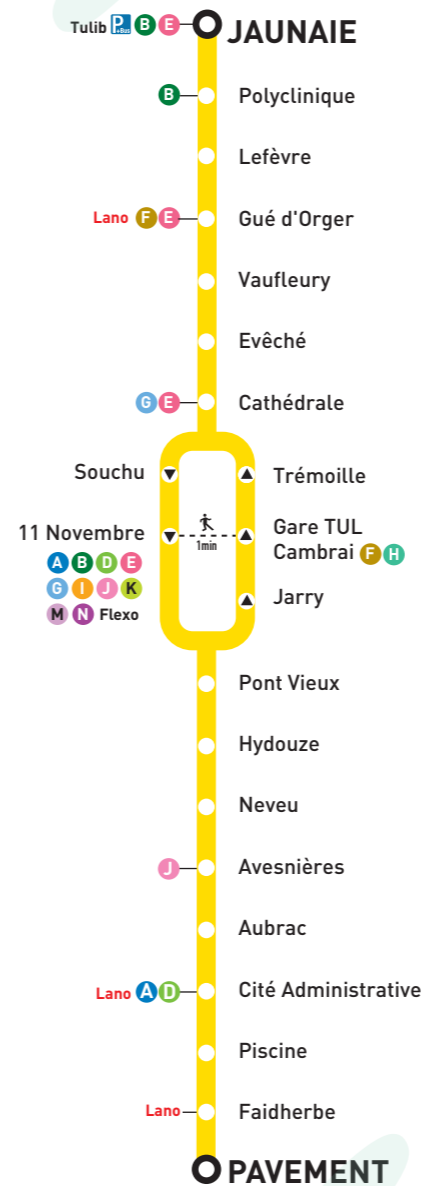 Tulib P+Bus B E JAUNAIE
B Polyclinique
Lefèvre
Lano F E Gué d'Orger
Vaufleury
Evêché
G E Cathédrale
Souchu
Trémoille
11 Novembre
A B D E
G I J K
M N Flexo
1min
Gare TUL
Cambrai F H
Jarry
Pont Vieux
Hydouze
Neveu
J Avesnières
Aubrac
Lano A D Cité Administrative
Piscine
Lano Faidherbe
PAVEMENT